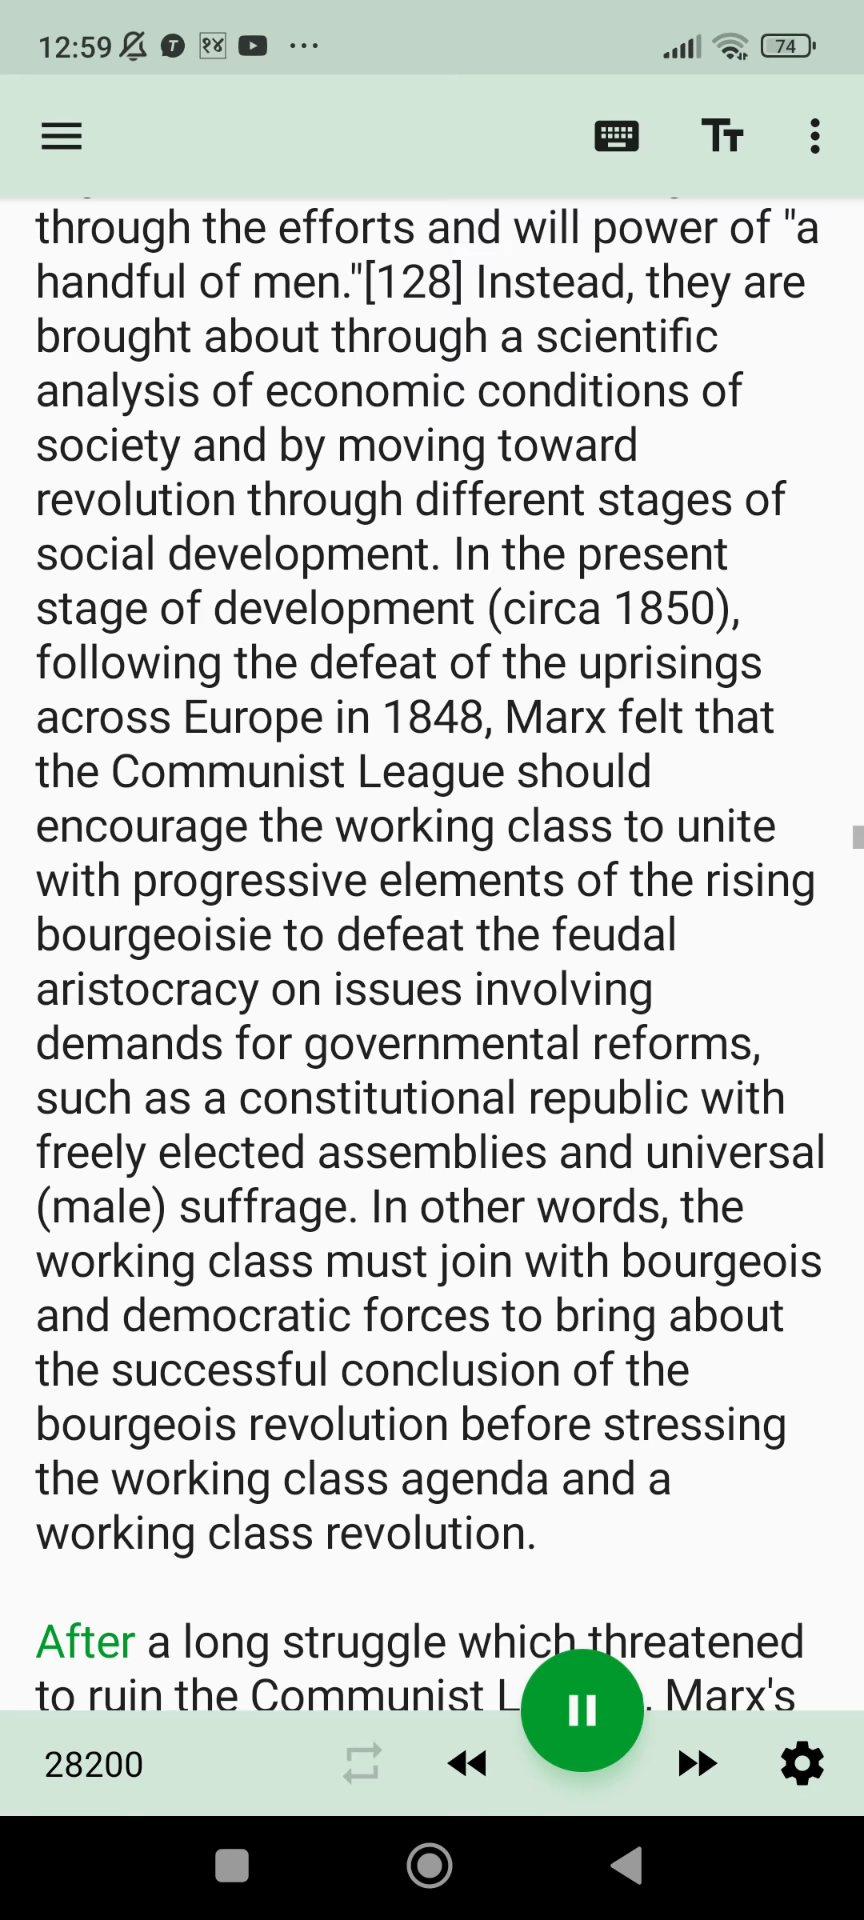 12:59
T
१४
74
TT
through the efforts and will power of "a
handful of men."[128] Instead, they are
brought about through a scientific
analysis of economic conditions of
society and by moving toward
revolution through different stages of
social development. In the present
stage of development (circa 1850),
following the defeat of the uprisings
across Europe in 1848, Marx felt that
the Communist League should
encourage the working class to unite
with progressive elements of the rising
bourgeoisie to defeat the feudal
aristocracy on issues involving
demands for governmental reforms,
such as a constitutional republic with
freely elected assemblies and universal
(male) suffrage. In other words, the
working class must join with bourgeois
and democratic forces to bring about
the successful conclusion of the
bourgeois revolution before stressing
the working class agenda and a
working class revolution.
After a long struggle which threatened
to ruin the Communist L . Marx's
28200